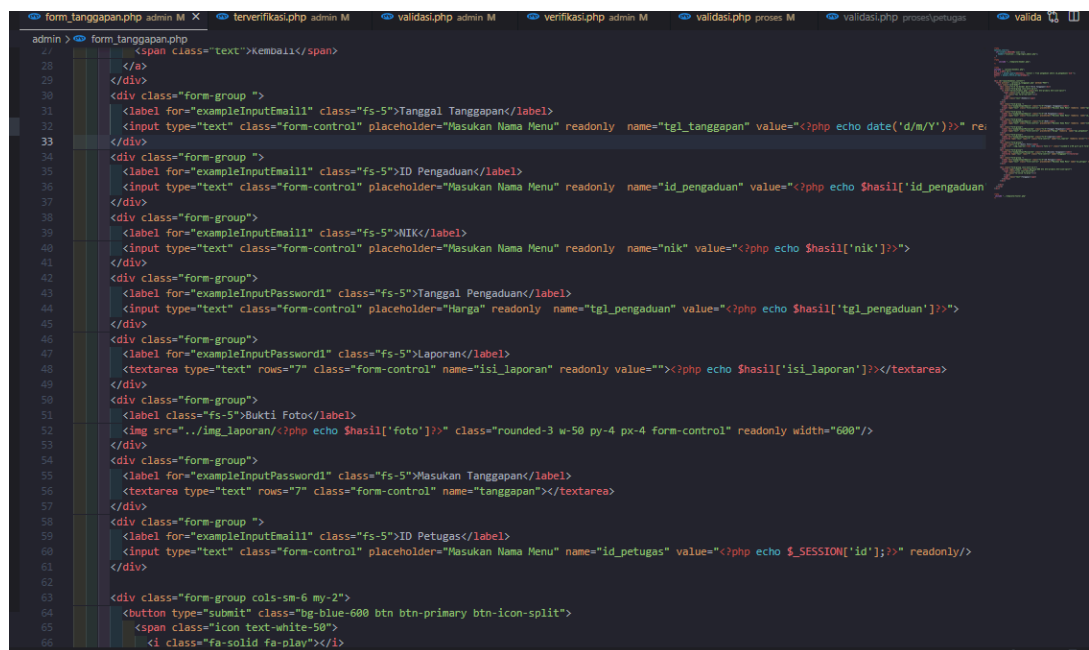 form_tanggapan.php admin M terverifikasi.php admin M validasi.php admin M verifikasi.php admin M validasi.php proses M validasi.php proses\petugas valida
admin > form_tanggapan.php
27 <span class="text">Kembali</span>
28 </a>
29 </div>
30 <div class="form-group ">
31 <label for="exampleInputEmail1" class="fs-5">Tanggal Tanggapan</label>
32 <input type="text" class="form-control" placeholder="Masukan Nama Menu" readonly  name="tgl_tanggapan" value="<?php echo date('d/m/Y')?>" rea
33 </div>
34 <div class="form-group ">
35 <label for="exampleInputEmail1" class="fs-5">ID Pengaduan</label>
36 <input type="text" class="form-control" placeholder="Masukan Nama Menu" readonly  name="id_pengaduan" value="<?php echo $hasil['id_pengaduan'
37 </div>
38 <div class="form-group">
39 <label for="exampleInputEmail1" class="fs-5">NIK</label>
40 <input type="text" class="form-control" placeholder="Masukan Nama Menu" readonly  name="nik" value="<?php echo $hasil['nik']?>">
41 </div>
42 <div class="form-group">
43 <label for="exampleInputPassword1" class="fs-5">Tanggal Pengaduan</label>
44 <input type="text" class="form-control" placeholder="Harga" readonly  name="tgl_pengaduan" value="<?php echo $hasil['tgl_pengaduan']?>">
45 </div>
46 <div class="form-group">
47 <label for="exampleInputPassword1" class="fs-5">Laporan</label>
48 <textarea type="text" rows="7" class="form-control" name="isi_laporan" readonly value=""><?php echo $hasil['isi_laporan']?></textarea>
49 </div>
50 <div class="form-group">
51 <label class="fs-5">Bukti Foto</label>
52 <img src="../img_laporan/<?php echo $hasil['foto']?>" class="rounded-3 w-50 py-4 px-4 form-control" readonly width="600"/>
53 </div>
54 <div class="form-group">
55 <label for="exampleInputPassword1" class="fs-5">Masukan Tanggapan</label>
56 <textarea type="text" rows="7" class="form-control" name="tanggapan"></textarea>
57 </div>
58 <div class="form-group ">
59 <label for="exampleInputEmail1" class="fs-5">ID Petugas</label>
60 <input type="text" class="form-control" placeholder="Masukan Nama Menu" name="id_petugas" value="<?php echo $_SESSION['id'];?>" readonly/>
61 </div>
62
63 <div class="form-group cols-sm-6 my-2">
64 <button type="submit" class="bg-blue-600 btn btn-primary btn-icon-split">
65 <span class="icon text-white-50">
66 <i class="fa-solid fa-play"></i>